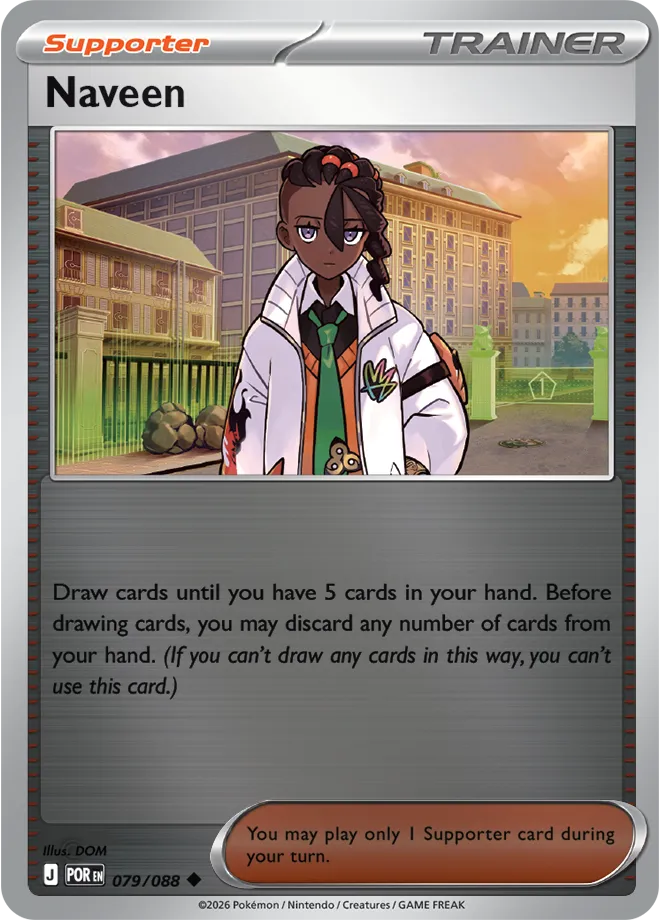 Supporter
TRAINER
Naveen
1
Draw cards until you have 5 cards in your hand. Before
drawing cards, you may discard any number of cards from
your hand. (If you can't draw any cards in this way, you can't
use this card.)
You may play only 1 Supporter card during
your turn.
Illus. DOM
J POR EN 079/088
©2026 Pokémon / Nintendo / Creatures / GAME FREAK